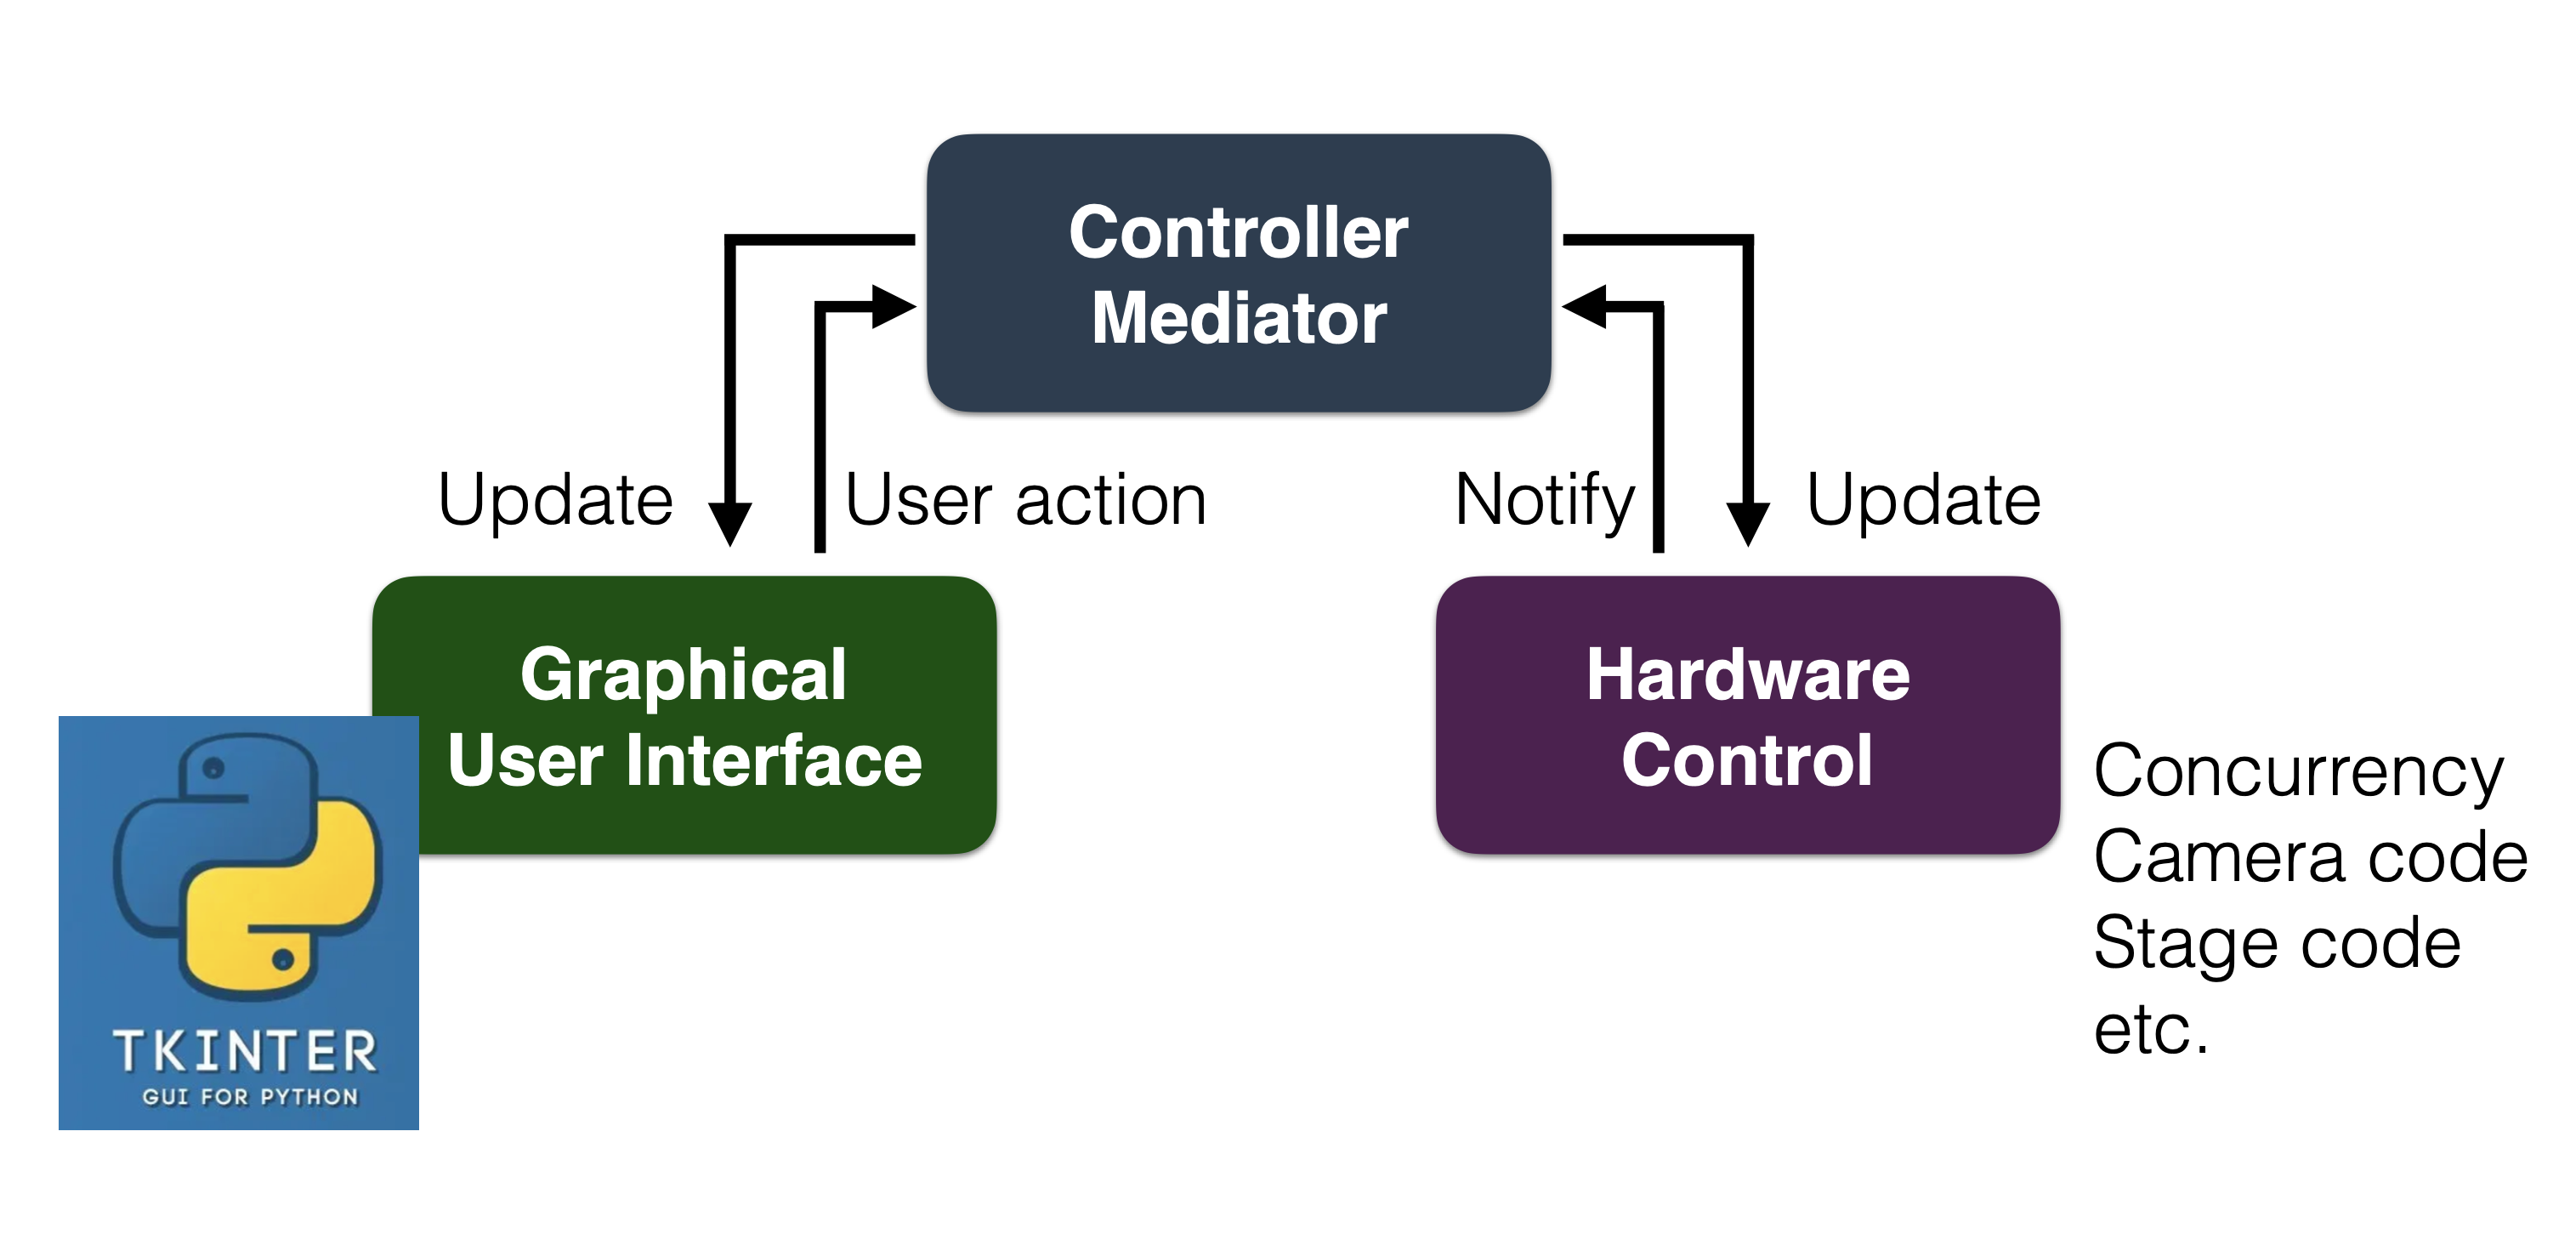 Controller
Mediator
Update
User action
Notify
Update
Graphical
User Interface
Hardware
Control
Concurrency
Camera code
Stage code
etc.
TKINTER
GUI FOR PYTHON